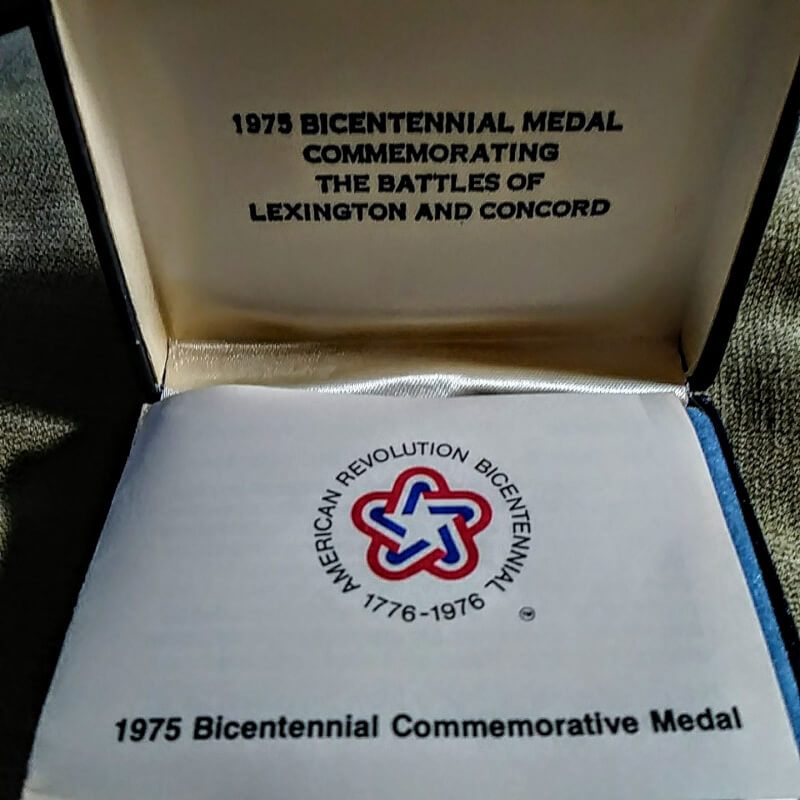 1975 BICENTENNIAL MEDAL
COMMEMORATING
THE BATTLES OF
LEXINGTON AND CONCORD
AMERICAN REVOLUTION BICENTENNIAL
1776-1976
1975 Bicentennial Commemorative Medal